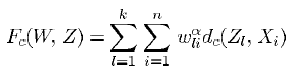 F_c(W, Z) = \sum_{l=1}^{k} \sum_{i=1}^{n} w_{li}^{\alpha} d_c(Z_l, X_i)